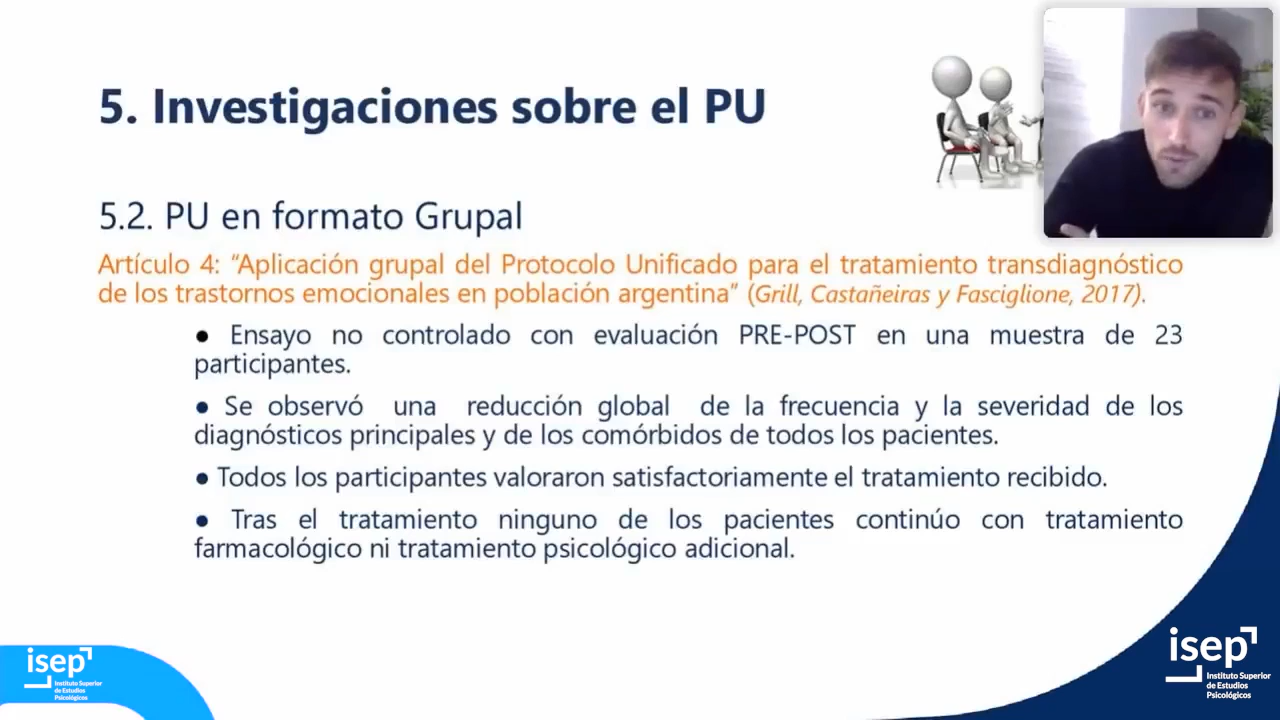 5. Investigaciones sobre el PU
5.2. PU en formato Grupal
Artículo 4: “Aplicación grupal del Protocolo Unificado para el tratamiento transdiagnóstico
de los trastornos emocionales en población argentina” (Grill, Castañeiras y Fasciglione, 2017).
● Ensayo no controlado con evaluación PRE-POST en una muestra de 23
participantes.
● Se observó una reducción global de la frecuencia y la severidad de los
diagnósticos principales y de los comórbidos de todos los pacientes.
● Todos los participantes valoraron satisfactoriamente el tratamiento recibido.
● Tras el tratamiento ninguno de los pacientes continúo con tratamiento
farmacológico ni tratamiento psicológico adicional.
isep
Instituto Superior
de Estudios
Psicológicos
isep
Instituto Superior
de Estudios
Psicológicos